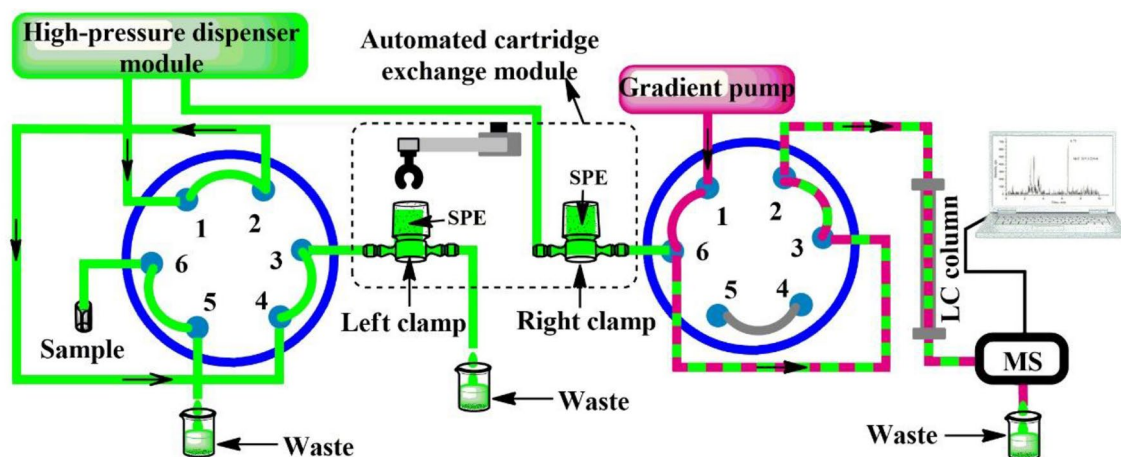 High-pressure dispenser
module
Automated cartridge
exchange module
Gradient pump
SPE
SPE
1
2
3
4
5
6
1
2
3
4
5
6
Left clamp
Right clamp
Sample
LC column
MS
Waste
Waste
Waste